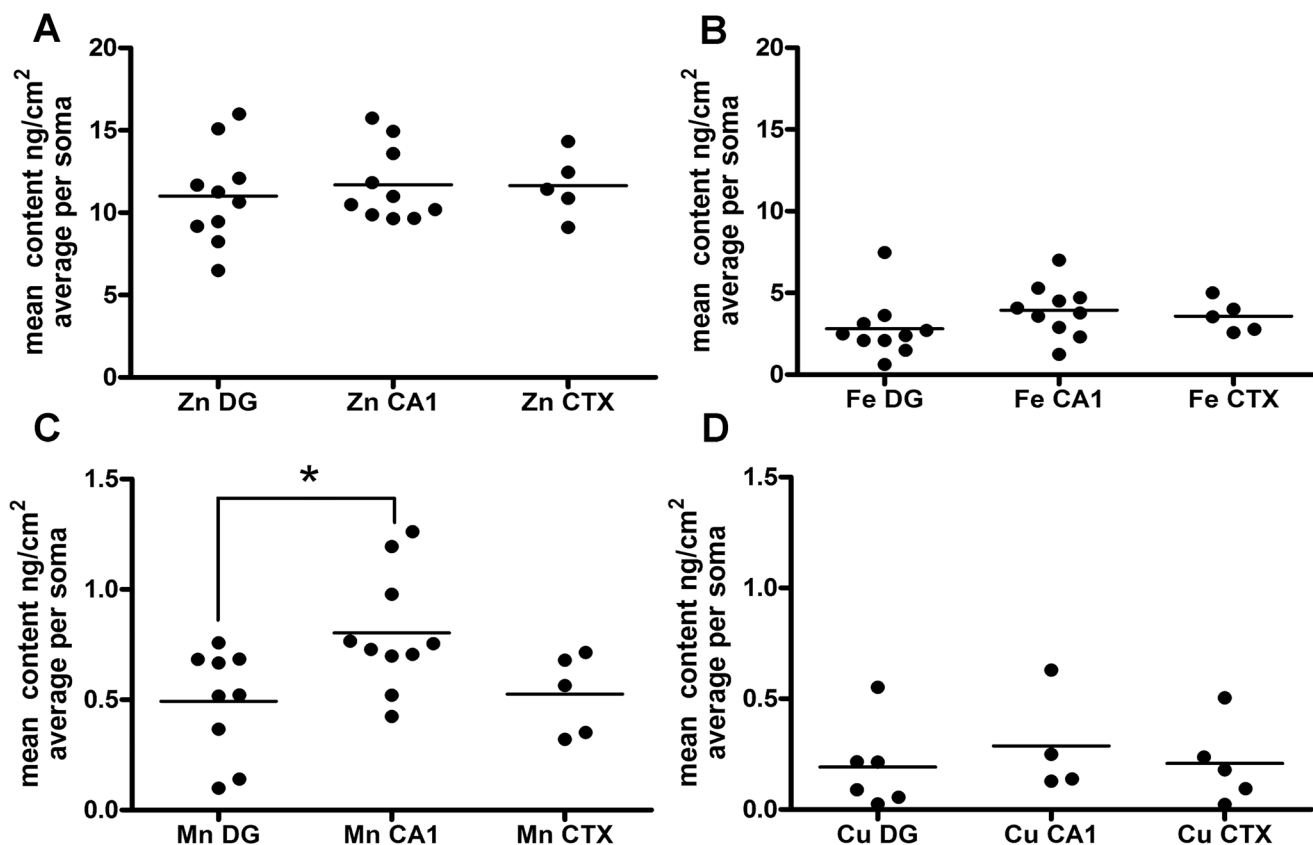 A
mean content ng/cm²
average per soma
20
15
10
5
0
Zn DG Zn CA1 Zn CTX
B
mean content ng/cm²
average per soma
20
15
10
5
0
Fe DG Fe CA1 Fe CTX
C
mean content ng/cm²
average per soma
1.5
1.0
0.5
0.0
*
Mn DG Mn CA1 Mn CTX
D
mean content ng/cm²
average per soma
1.5
1.0
0.5
0.0
Cu DG Cu CA1 Cu CTX